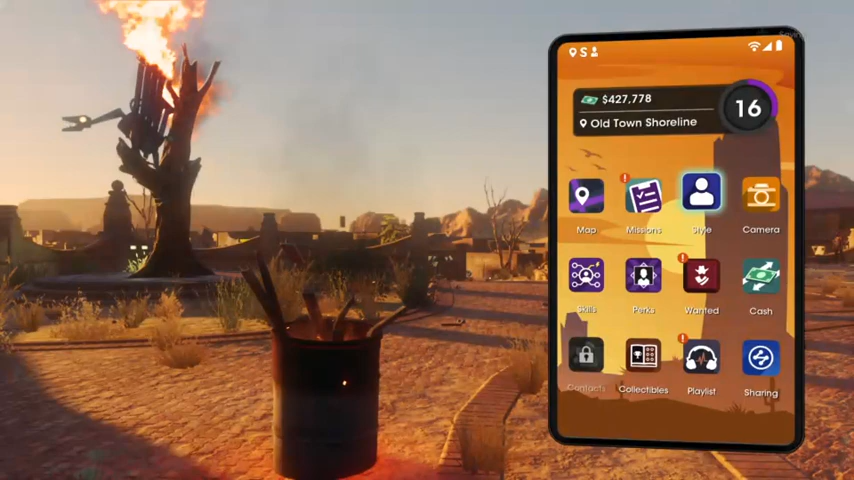 $427,778
16
Old Town Shoreline
Map Missions Style Camera
Skills Perks Wanted Cash
Contacts Collectibles Playlist Sharing